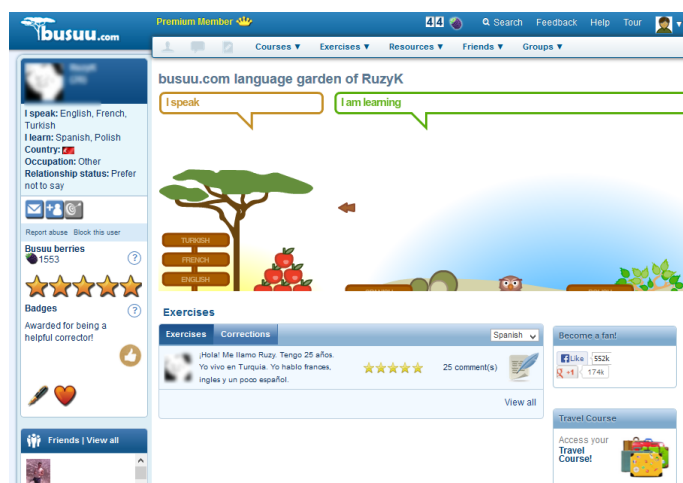 busuu.com
Premium Member
44
Search
Feedback
Help
Tour
Courses
Exercises
Resources
Friends
Groups
I speak: English, French,
Turkish
I learn: Spanish, Polish
Country:
Occupation: Other
Relationship status: Prefer
not to say
Report abuse Block this user
Busuu berries
1553
?
Badges
?
Awarded for being a
helpful corrector!
Friends | View all
busuu.com language garden of RuzyK
I speak
I am learning
TURKISH
FRENCH
ENGLISH
Exercises
Exercises
Corrections
Spanish
¡Hola! Me llamo Ruzy. Tengo 25 años.
Yo vivo en Turquia. Yo hablo frances,
ingles y un poco español.
25 comment(s)
View all
Become a fan!
Like
552k
+1
174k
Travel Course
Access your
Travel
Course!